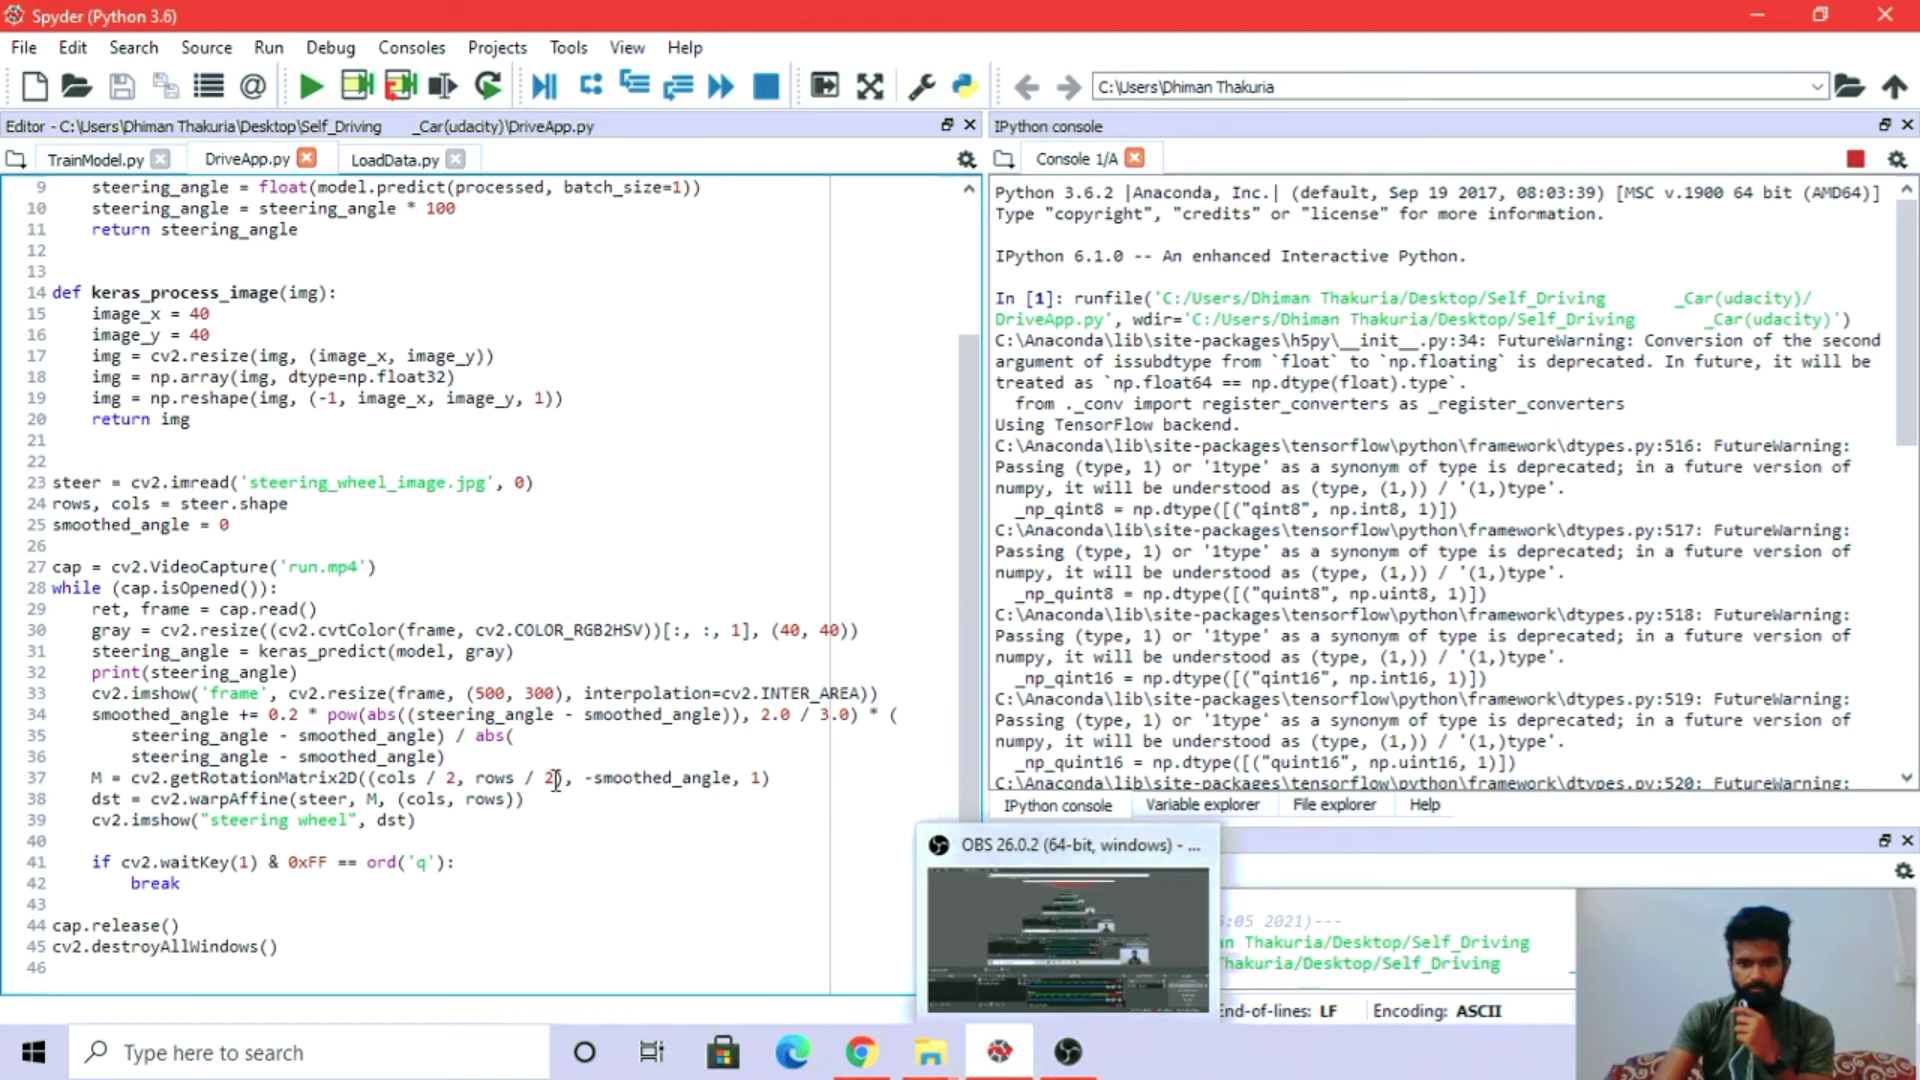 Spyder (Python 3.6)
File Edit Search Source Run Debug Consoles Projects Tools View Help
C:\Users\Dhiman Thakuria
Editor - C:\Users\Dhiman Thakuria\Desktop\Self_Driving _Car(udacity)\DriveApp.py
TrainModel.py DriveApp.py LoadData.py
9 steering_angle = float(model.predict(processed, batch_size=1))
10 steering_angle = steering_angle * 100
11 return steering_angle
12
13
14 def keras_process_image(img):
15 image_x = 40
16 image_y = 40
17 img = cv2.resize(img, (image_x, image_y))
18 img = np.array(img, dtype=np.float32)
19 img = np.reshape(img, (-1, image_x, image_y, 1))
20 return img
21
22
23 steer = cv2.imread('steering_wheel_image.jpg', 0)
24 rows, cols = steer.shape
25 smoothed_angle = 0
26
27 cap = cv2.VideoCapture('run.mp4')
28 while (cap.isOpened()):
29 ret, frame = cap.read()
30 gray = cv2.resize((cv2.cvtColor(frame, cv2.COLOR_RGB2HSV))[:, :, 1], (40, 40))
31 steering_angle = keras_predict(model, gray)
32 print(steering_angle)
33 cv2.imshow('frame', cv2.resize(frame, (500, 300), interpolation=cv2.INTER_AREA))
34 smoothed_angle += 0.2 * pow(abs((steering_angle - smoothed_angle)), 2.0 / 3.0) * (
35 steering_angle - smoothed_angle) / abs(
36 steering_angle - smoothed_angle)
37 M = cv2.getRotationMatrix2D((cols / 2, rows / 2), -smoothed_angle, 1)
38 dst = cv2.warpAffine(steer, M, (cols, rows))
39 cv2.imshow("steering wheel", dst)
40
41 if cv2.waitKey(1) & 0xFF == ord('q'):
42 break
43
44 cap.release()
45 cv2.destroyAllWindows()
46
IPython console
Console 1/A
Python 3.6.2 |Anaconda, Inc.| (default, Sep 19 2017, 08:03:39) [MSC v.1900 64 bit (AMD64)]
Type "copyright", "credits" or "license" for more information.
IPython 6.1.0 -- An enhanced Interactive Python.
In [1]: runfile('C:/Users/Dhiman Thakuria/Desktop/Self_Driving _Car(udacity)/
DriveApp.py', wdir='C:/Users/Dhiman Thakuria/Desktop/Self_Driving _Car(udacity)')
C:\Anaconda\lib\site-packages\h5py\__init__.py:34: FutureWarning: Conversion of the second
argument of issubdtype from `float` to `np.floating` is deprecated. In future, it will be
treated as `np.float64 == np.dtype(float).type`.
from ._conv import register_converters as _register_converters
Using TensorFlow backend.
C:\Anaconda\lib\site-packages\tensorflow\python\framework\dtypes.py:516: FutureWarning:
Passing (type, 1) or '1type' as a synonym of type is deprecated; in a future version of
numpy, it will be understood as (type, (1,)) / '(1,)type'.
_np_qint8 = np.dtype([("qint8", np.int8, 1)])
C:\Anaconda\lib\site-packages\tensorflow\python\framework\dtypes.py:517: FutureWarning:
Passing (type, 1) or '1type' as a synonym of type is deprecated; in a future version of
numpy, it will be understood as (type, (1,)) / '(1,)type'.
_np_quint8 = np.dtype([("quint8", np.uint8, 1)])
C:\Anaconda\lib\site-packages\tensorflow\python\framework\dtypes.py:518: FutureWarning:
Passing (type, 1) or '1type' as a synonym of type is deprecated; in a future version of
numpy, it will be understood as (type, (1,)) / '(1,)type'.
_np_qint16 = np.dtype([("qint16", np.int16, 1)])
C:\Anaconda\lib\site-packages\tensorflow\python\framework\dtypes.py:519: FutureWarning:
Passing (type, 1) or '1type' as a synonym of type is deprecated; in a future version of
numpy, it will be understood as (type, (1,)) / '(1,)type'.
_np_quint16 = np.dtype([("quint16", np.uint16, 1)])
C:\Anaconda\lib\site-packages\tensorflow\python\framework\dtypes.py:520: FutureWarning:
IPython console Variable explorer File explorer Help
OBS 26.0.2 (64-bit, windows) - ...
:05 2021)---
an Thakuria/Desktop/Self_Driving
Thakuria/Desktop/Self_Driving _
End-of-lines: LF Encoding: ASCII
Type here to search